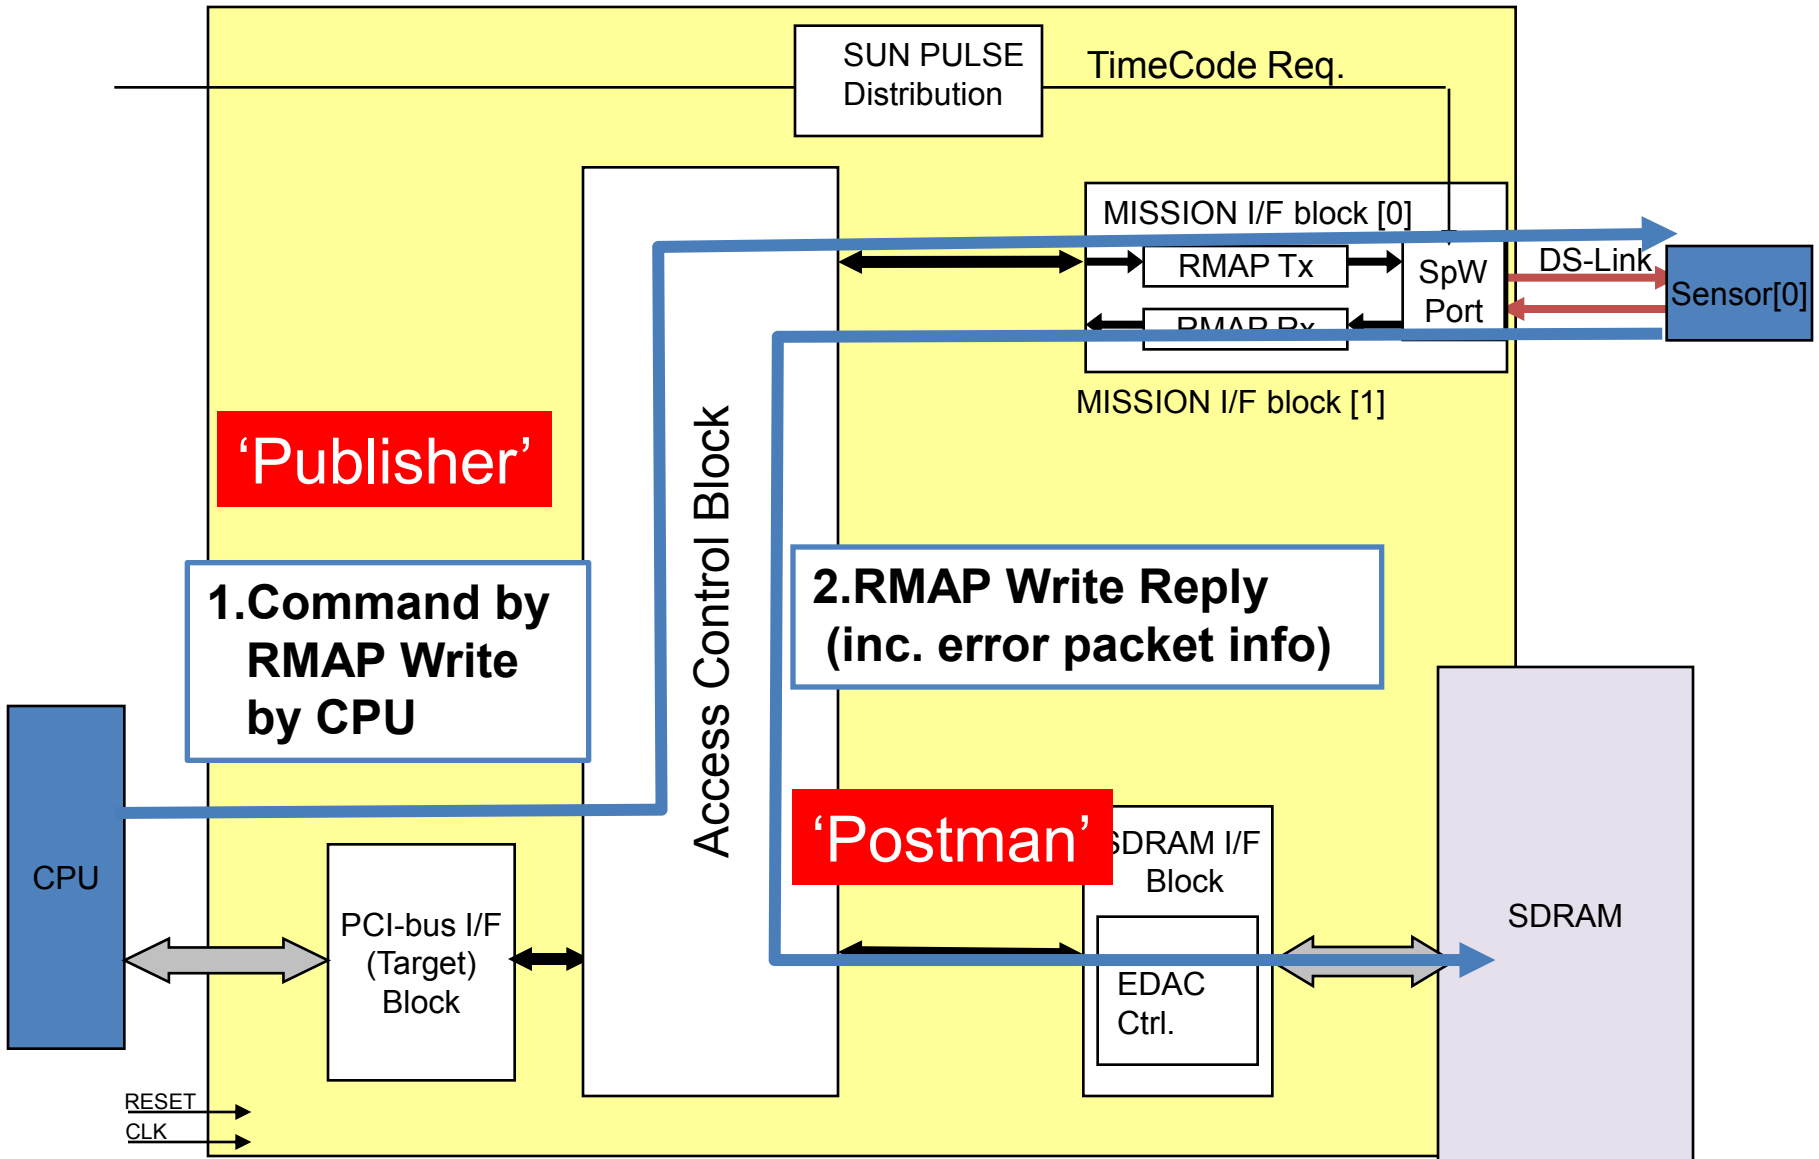 SUN PULSE
Distribution
TimeCode Req.
MISSION I/F block [0]
RMAP Tx
RMAP Rx
SpW
Port
DS-Link
Sensor[0]
MISSION I/F block [1]
‘Publisher’
Access Control Block
1.Command by
RMAP Write
by CPU
2.RMAP Write Reply
(inc. error packet info)
‘Postman’
SDRAM I/F
Block
EDAC
Ctrl.
SDRAM
CPU
PCI-bus I/F
(Target)
Block
RESET
CLK